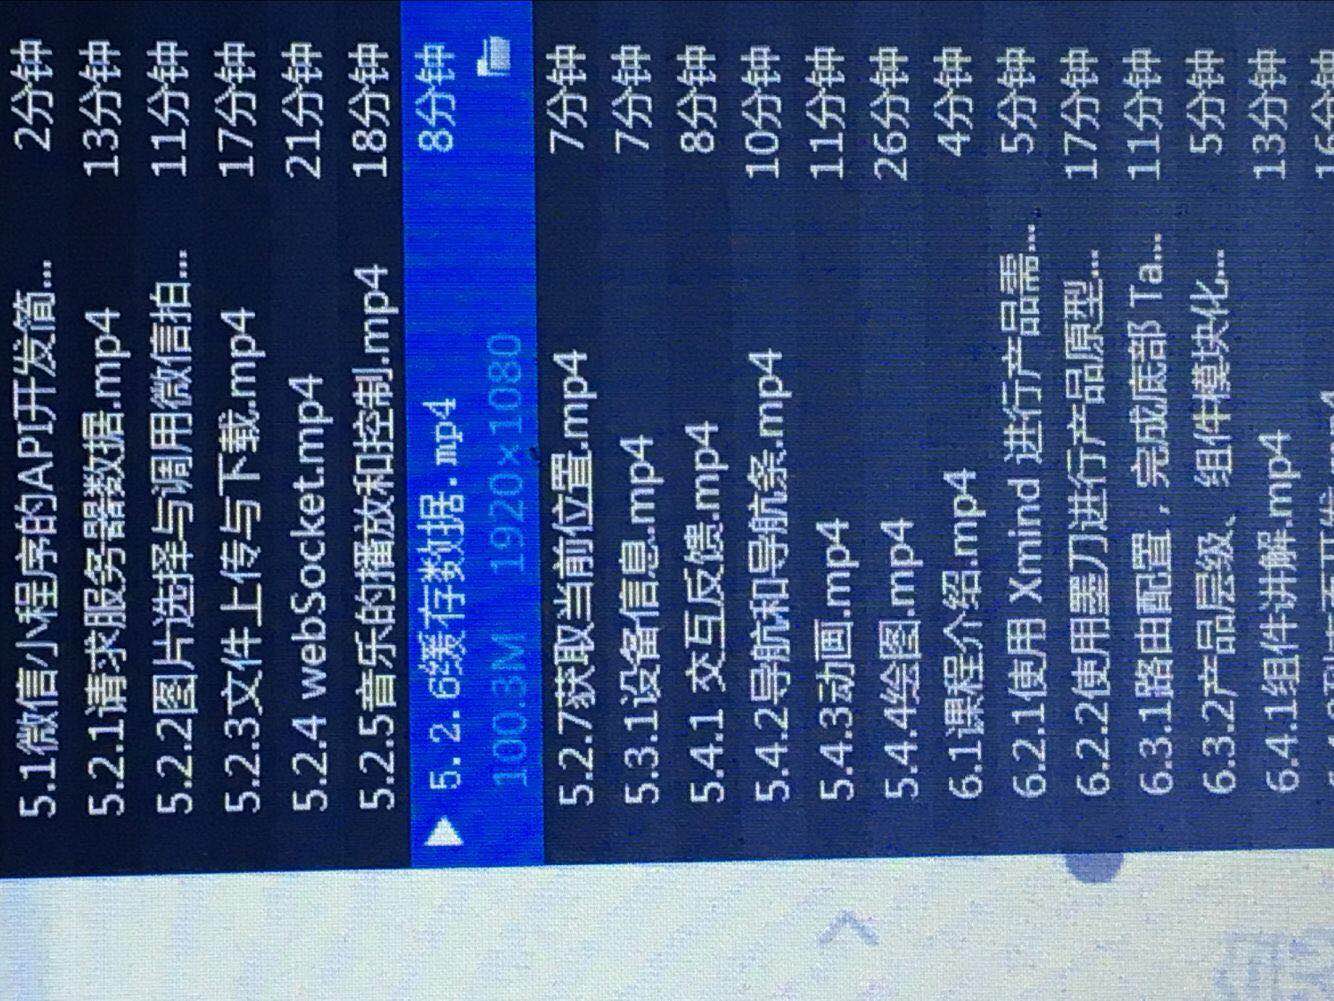 5.1微信小程序的API开发简... 2分钟
5.2.1请求服务器数据.mp4 13分钟
5.2.2图片选择与调用微信拍... 11分钟
5.2.3文件上传与下载.mp4 17分钟
5.2.4 webSocket.mp4 21分钟
5.2.5音乐的播放和控制.mp4 18分钟
5.2.6缓存数据.mp4 8分钟
100.3M 1920×1080
5.2.7获取当前位置.mp4 7分钟
5.3.1设备信息.mp4 7分钟
5.4.1 交互反馈.mp4 8分钟
5.4.2导航和导航条.mp4 10分钟
5.4.3动画.mp4 11分钟
5.4.4绘图.mp4 26分钟
6.1课程介绍.mp4 4分钟
6.2.1使用 Xmind 进行产品需... 5分钟
6.2.2使用墨刀进行产品原型... 17分钟
6.3.1路由配置，完成底部 Ta... 11分钟
6.3.2产品层级、组件模块化... 5分钟
6.4.1组件讲解.mp4 13分钟
16分钟